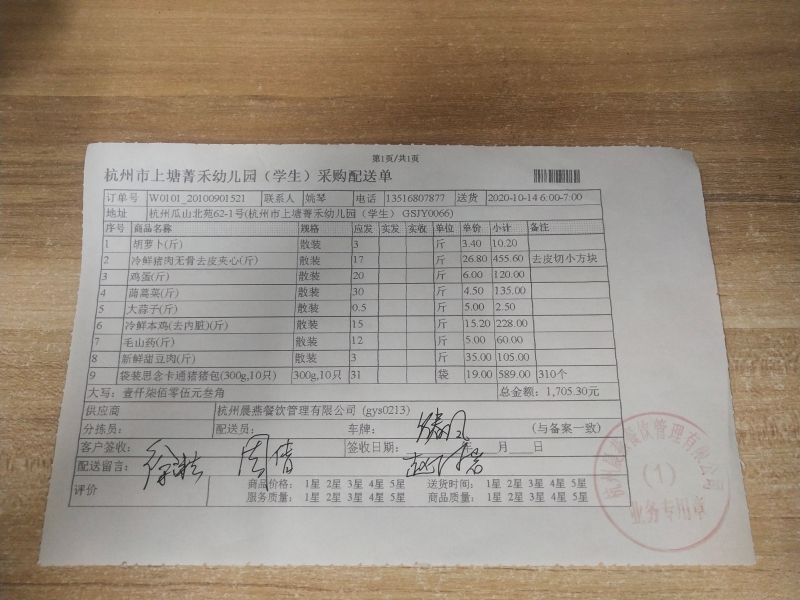 第1页/共1页
杭州市上塘菁禾幼儿园（学生）采购配送单
订单号 W0101_20100901521 联系人 姚琴 电话 13516807877 送货 2020-10-14 6:00-7:00
地址 杭州瓜山北苑62-1号(杭州市上塘菁禾幼儿园（学生） GSJY0066)
序号 商品名称 规格 应发 实发 实收 单位 单价 小计 备注
1 胡萝卜(斤) 散装 3 斤 3.40 10.20
2 冷鲜猪肉无骨去皮夹心(斤) 散装 17 斤 26.80 455.60 去皮切小方块
3 鸡蛋(斤) 散装 20 斤 6.00 120.00
4 茼蒿菜(斤) 散装 30 斤 4.50 135.00
5 大蒜子(斤) 散装 0.5 斤 5.00 2.50
6 冷鲜本鸡(去内脏)(斤) 散装 15 斤 15.20 228.00
7 毛山药(斤) 散装 12 斤 5.00 60.00
8 新鲜甜豆肉(斤) 散装 3 斤 35.00 105.00
9 袋装思念卡通猪猪包(300g,10只) 300g,10只 31 袋 19.00 589.00 310个
大写：壹仟柒佰零伍元叁角 总金额：1,705.30元
供应商 杭州晨燕餐饮管理有限公司 (gys0213)
分拣员： 配送员： 车牌： (与备案一致)
客户签收： 签收日期： 年 月 日
配送留言：
评价 商品价格： 1星 2星 3星 4星 5星 送货时间： 1星 2星 3星 4星 5星
服务质量： 1星 2星 3星 4星 5星 商品质量： 1星 2星 3星 4星 5星
杭州晨燕餐饮管理有限公司
(1)
业务专用章